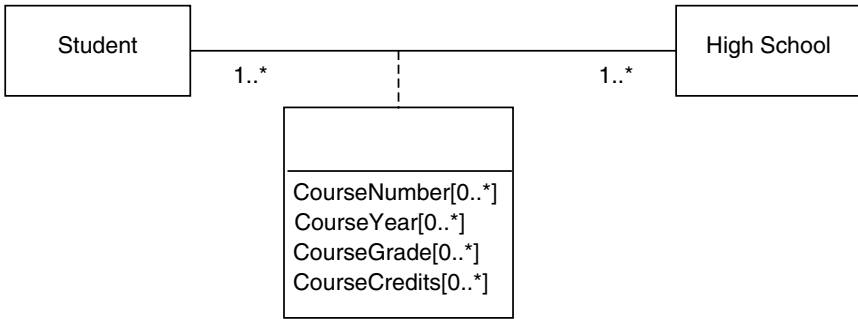 Student
High School
1..*
1..*
CourseNumber[0..*]
CourseYear[0..*]
CourseGrade[0..*]
CourseCredits[0..*]